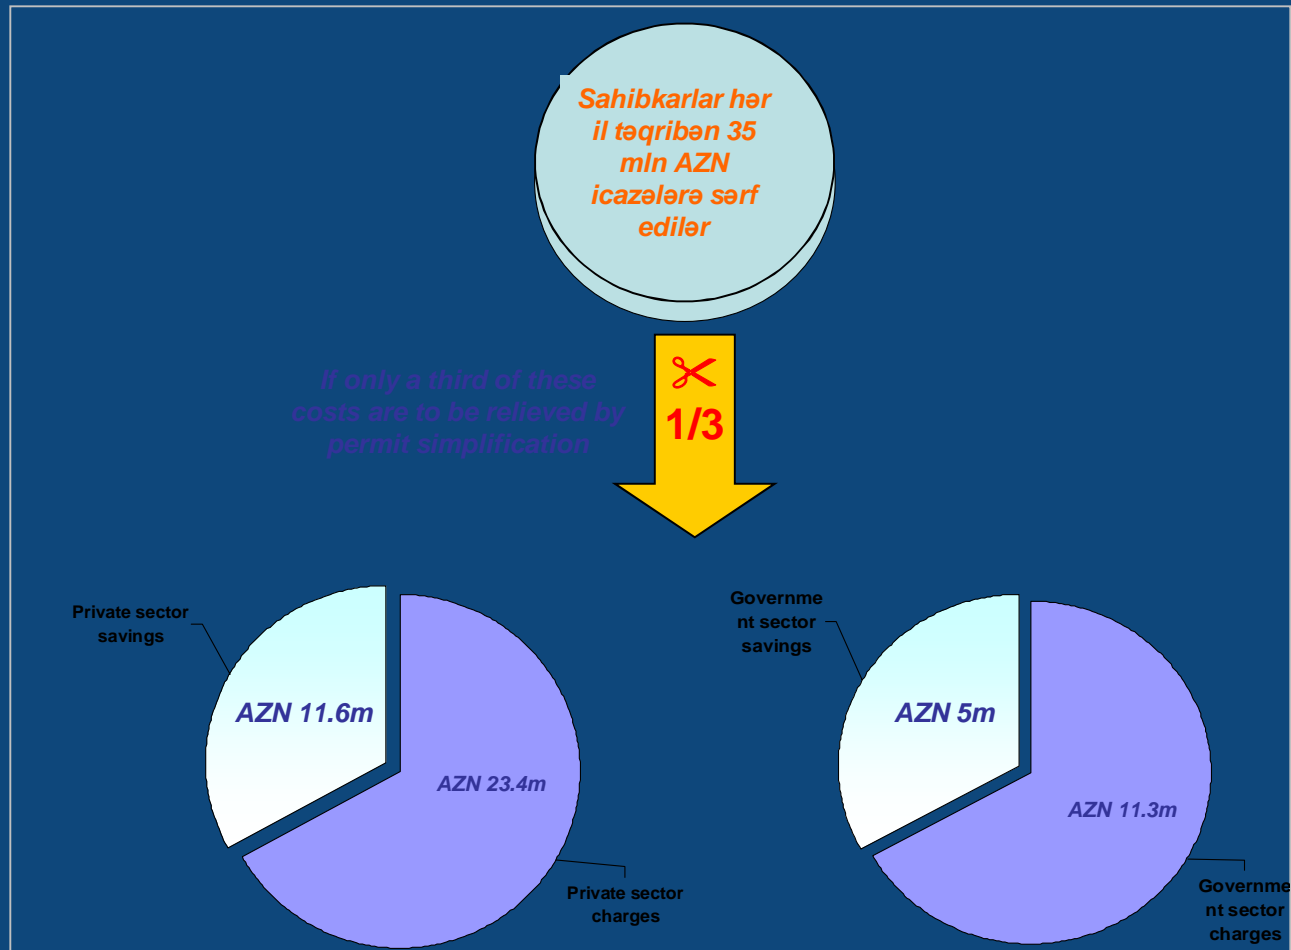 Sahibkarlar hər
il təqribən 35
mln AZN
icazələrə sərf
edilər
If only a third of these
costs are to be relieved by
permit simplification
✂
1/3
Private sector
savings
AZN 11.6m
AZN 23.4m
Private sector
charges
Governme
nt sector
savings
AZN 5m
AZN 11.3m
Governme
nt sector
charges